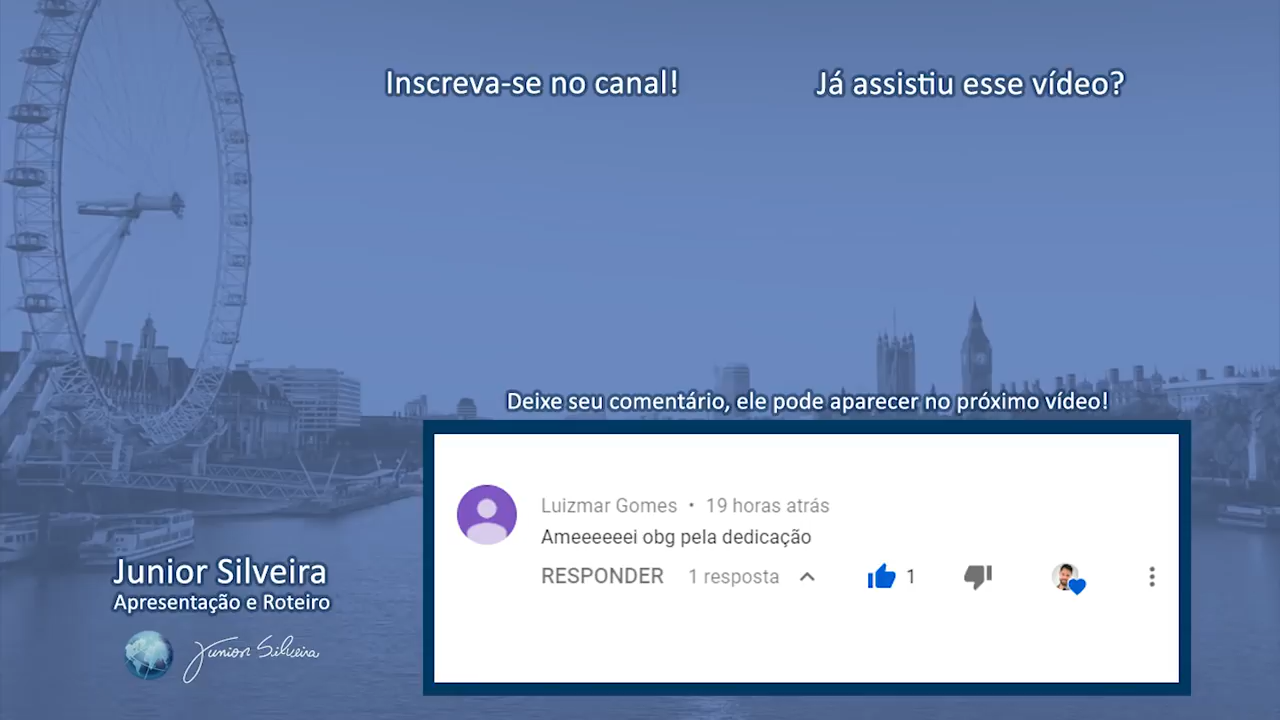 Inscreva-se no canal!
Já assistiu esse vídeo?
Deixe seu comentário, ele pode aparecer no próximo vídeo!
Luizmar Gomes • 19 horas atrás
Ameeeeeei obg pela dedicação
RESPONDER 1 resposta 1
Junior Silveira
Apresentação e Roteiro
Junior Silveira